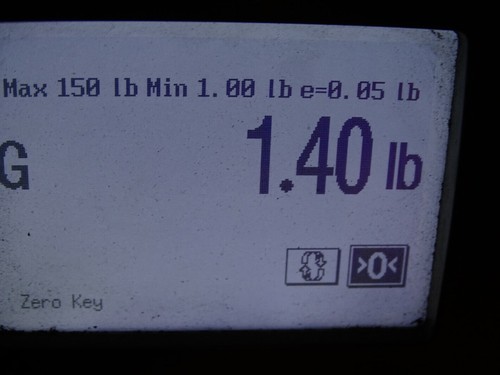 Max 150 lb Min 1.00 lb e=0.05 lb
G 1.40 lb
>0<
Zero Key